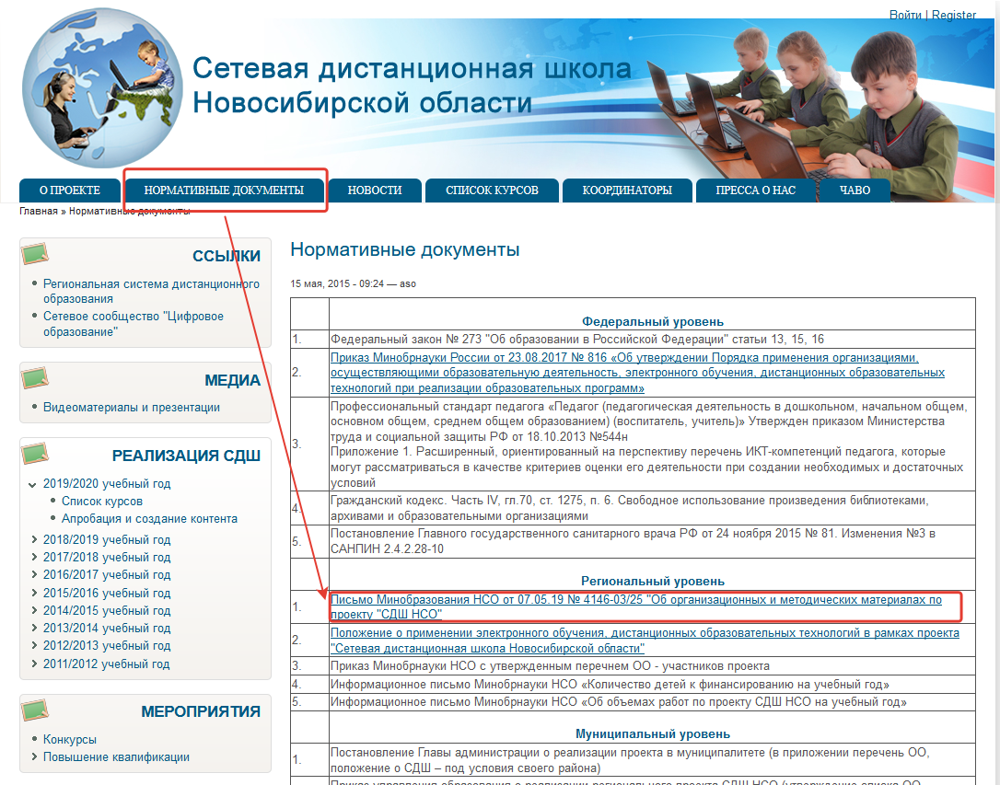 Войти | Register
Сетевая дистанционная школа
Новосибирской области
О ПРОЕКТЕ
НОРМАТИВНЫЕ ДОКУМЕНТЫ
НОВОСТИ
СПИСОК КУРСОВ
КООРДИНАТОРЫ
ПРЕССА О НАС
ЧАВО
Главная » Нормативные документы
ССЫЛКИ
Региональная система дистанционного
образования
Сетевое сообщество "Цифровое
образование"
МЕДИА
Видеоматериалы и презентации
РЕАЛИЗАЦИЯ СДШ
2019/2020 учебный год
Список курсов
Апробация и создание контента
2018/2019 учебный год
2017/2018 учебный год
2016/2017 учебный год
2015/2016 учебный год
2014/2015 учебный год
2013/2014 учебный год
2012/2013 учебный год
2011/2012 учебный год
МЕРОПРИЯТИЯ
Конкурсы
Повышение квалификации
Нормативные документы
15 мая, 2015 - 09:24 — aso
Федеральный уровень
1. Федеральный закон № 273 "Об образовании в Российской Федерации" статьи 13, 15, 16
2. Приказ Минобрнауки России от 23.08.2017 № 816 «Об утверждении Порядка применения организациями,
осуществляющими образовательную деятельность, электронного обучения, дистанционных образовательных
технологий при реализации образовательных программ»
3. Профессиональный стандарт педагога «Педагог (педагогическая деятельность в дошкольном, начальном общем,
основном общем, среднем общем образованием) (воспитатель, учитель)» Утвержден приказом Министерства
труда и социальной защиты РФ от 18.10.2013 №544н
Приложение 1. Расширенный, ориентированный на перспективу перечень ИКТ-компетенций педагога, которые
могут рассматриваться в качестве критериев оценки его деятельности при создании необходимых и достаточных
условий
4. Гражданский кодекс. Часть IV, гл.70, ст. 1275, п. 6. Свободное использование произведения библиотеками,
архивами и образовательными организациями
5. Постановление Главного государственного санитарного врача РФ от 24 ноября 2015 № 81. Изменения №3 в
САНПИН 2.4.2.28-10
Региональный уровень
1. Письмо Минобразования НСО от 07.05.19 № 4146-03/25 "Об организационных и методических материалах по
проекту "СДШ НСО"
2. Положение о применении электронного обучения, дистанционных образовательных технологий в рамках проекта
"Сетевая дистанционная школа Новосибирской области"
3. Приказ Минобрнауки НСО с утвержденным перечнем ОО - участников проекта
4. Информационное письмо Минобрнауки НСО «Количество детей к финансированию на учебный год»
5. Информационное письмо Минобрнауки НСО «Об объемах работ по проекту СДШ НСО на учебный год»
Муниципальный уровень
1. Постановление Главы администрации о реализации проекта в муниципалитете (в приложении перечень ОО,
положение о СДШ – под условия своего района)
Приказ управления образования о реализации регионального проекта СДШ НСО (утверждение списка ОО